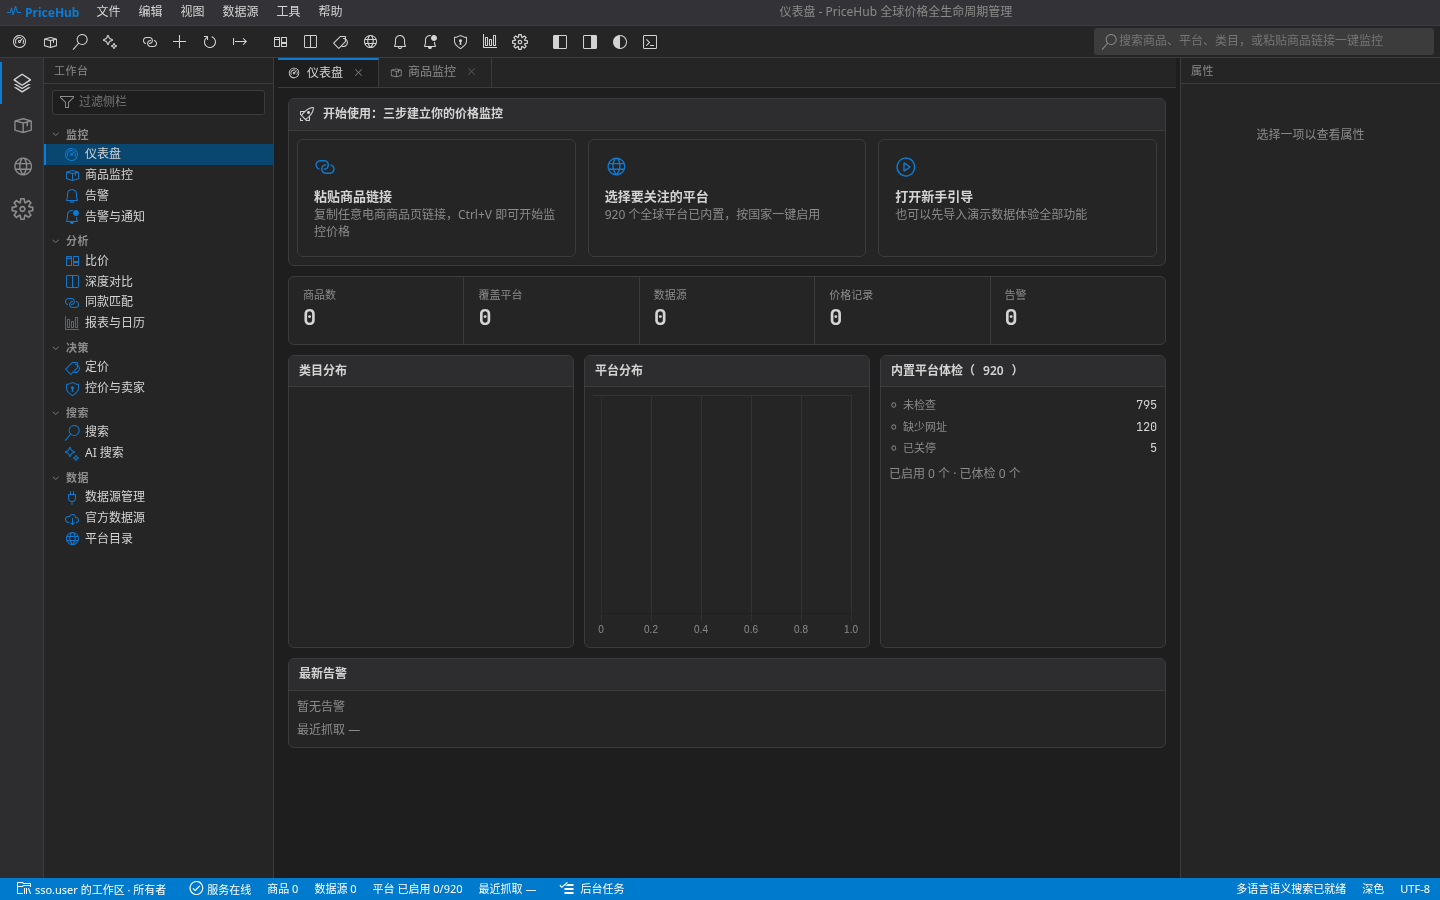 PriceHub 文件 编辑 视图 数据源 工具 帮助 仪表盘 - PriceHub 全球价格全生命周期管理
搜索商品、平台、类目，或粘贴商品链接一键监控
工作台
过滤侧栏
监控
仪表盘
商品监控
告警
告警与通知
分析
比价
深度对比
同款匹配
报表与日历
决策
定价
控价与卖家
搜索
搜索
AI 搜索
数据
数据源管理
官方数据源
平台目录
仪表盘 商品监控
开始使用：三步建立你的价格监控
粘贴商品链接
复制任意电商商品页链接，Ctrl+V 即可开始监
控价格
选择要关注的平台
920 个全球平台已内置，按国家一键启用
打开新手引导
也可以先导入演示数据体验全部功能
商品数 覆盖平台 数据源 价格记录 告警
0 0 0 0 0
类目分布
平台分布
0 0.2 0.4 0.6 0.8 1.0
内置平台体检（ 920 ）
未检查 795
缺少网址 120
已关停 5
已启用 0 个 · 已体检 0 个
最新告警
暂无告警
最近抓取 —
属性
选择一项以查看属性
sso.user 的工作区 · 所有者 服务在线 商品 0 数据源 0 平台 已启用 0/920 最近抓取 — 后台任务 多语言语义搜索已就绪 深色 UTF-8